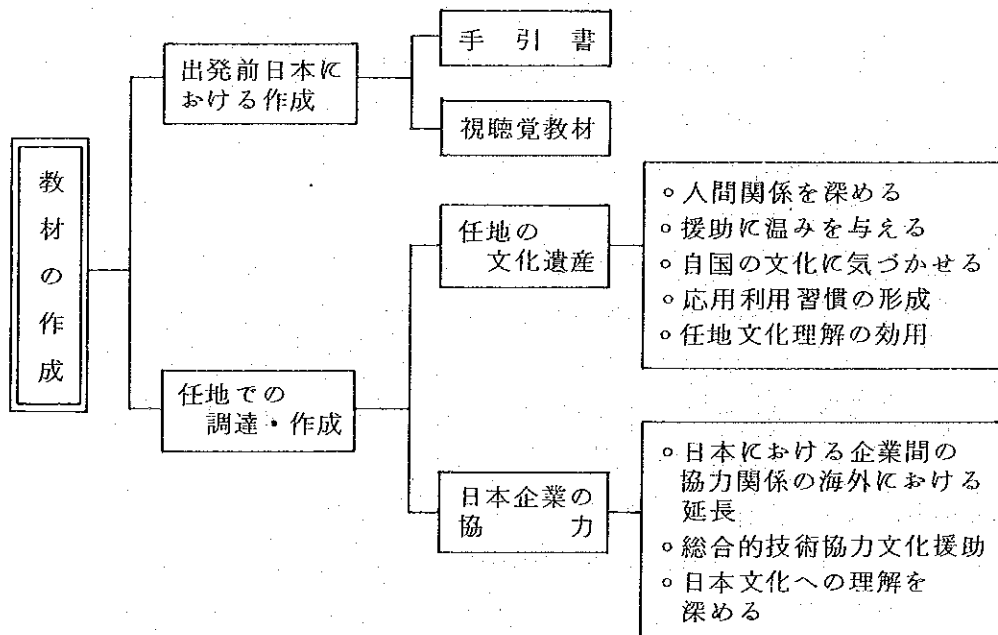 教材の作成
出発前日本に
おける作成
手引書
視聴覚教材
任地での
調達・作成
任地の
文化遺産
。人間関係を深める
。援助に温みを与える
。自国の文化に気づかせる
。応用利用習慣の形成
。任地文化理解の効用
日本企業の
協力
。日本における企業間の
協力関係の海外における
延長
。総合的技術協力文化援助
。日本文化への理解を
深める